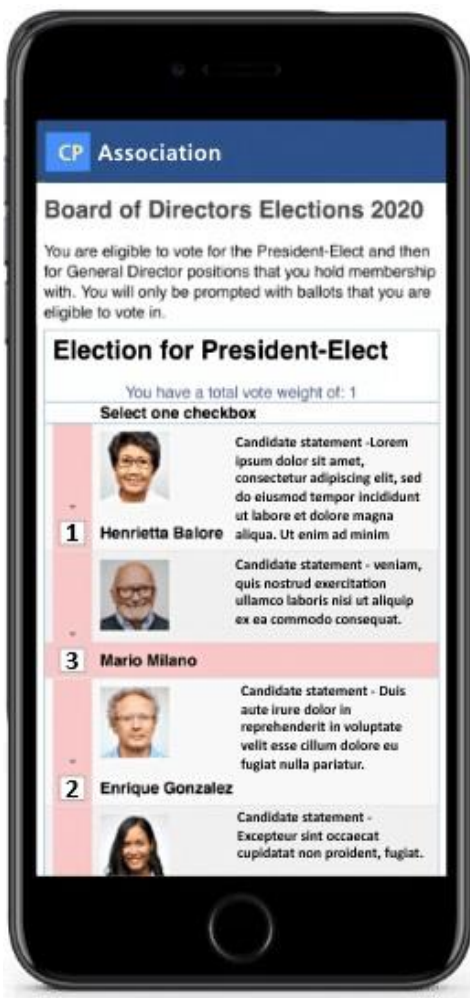 CP Association
Board of Directors Elections 2020
You are eligible to vote for the President-Elect and then
for General Director positions that you hold membership
with. You will only be prompted with ballots that you are
eligible to vote in.
Election for President-Elect
You have a total vote weight of: 1
Select one checkbox
Candidate statement -Lorem
ipsum dolor sit amet,
consectetur adipiscing elit, sed
do eiusmod tempor incididunt
ut labore et dolore magna
1 Henrietta Balore aliqua. Ut enim ad minim
Candidate statement - veniam,
quis nostrud exercitation
ullamco laboris nisi ut aliquip
ex ea commodo consequat.
3 Mario Milano
Candidate statement - Duis
aute irure dolor in
reprehenderit in voluptate
velit esse cillum dolore eu
fugiat nulla pariatur.
2 Enrique Gonzalez
Candidate statement -
Excepteur sint occaecat
cupidatat non proident, fugiat.